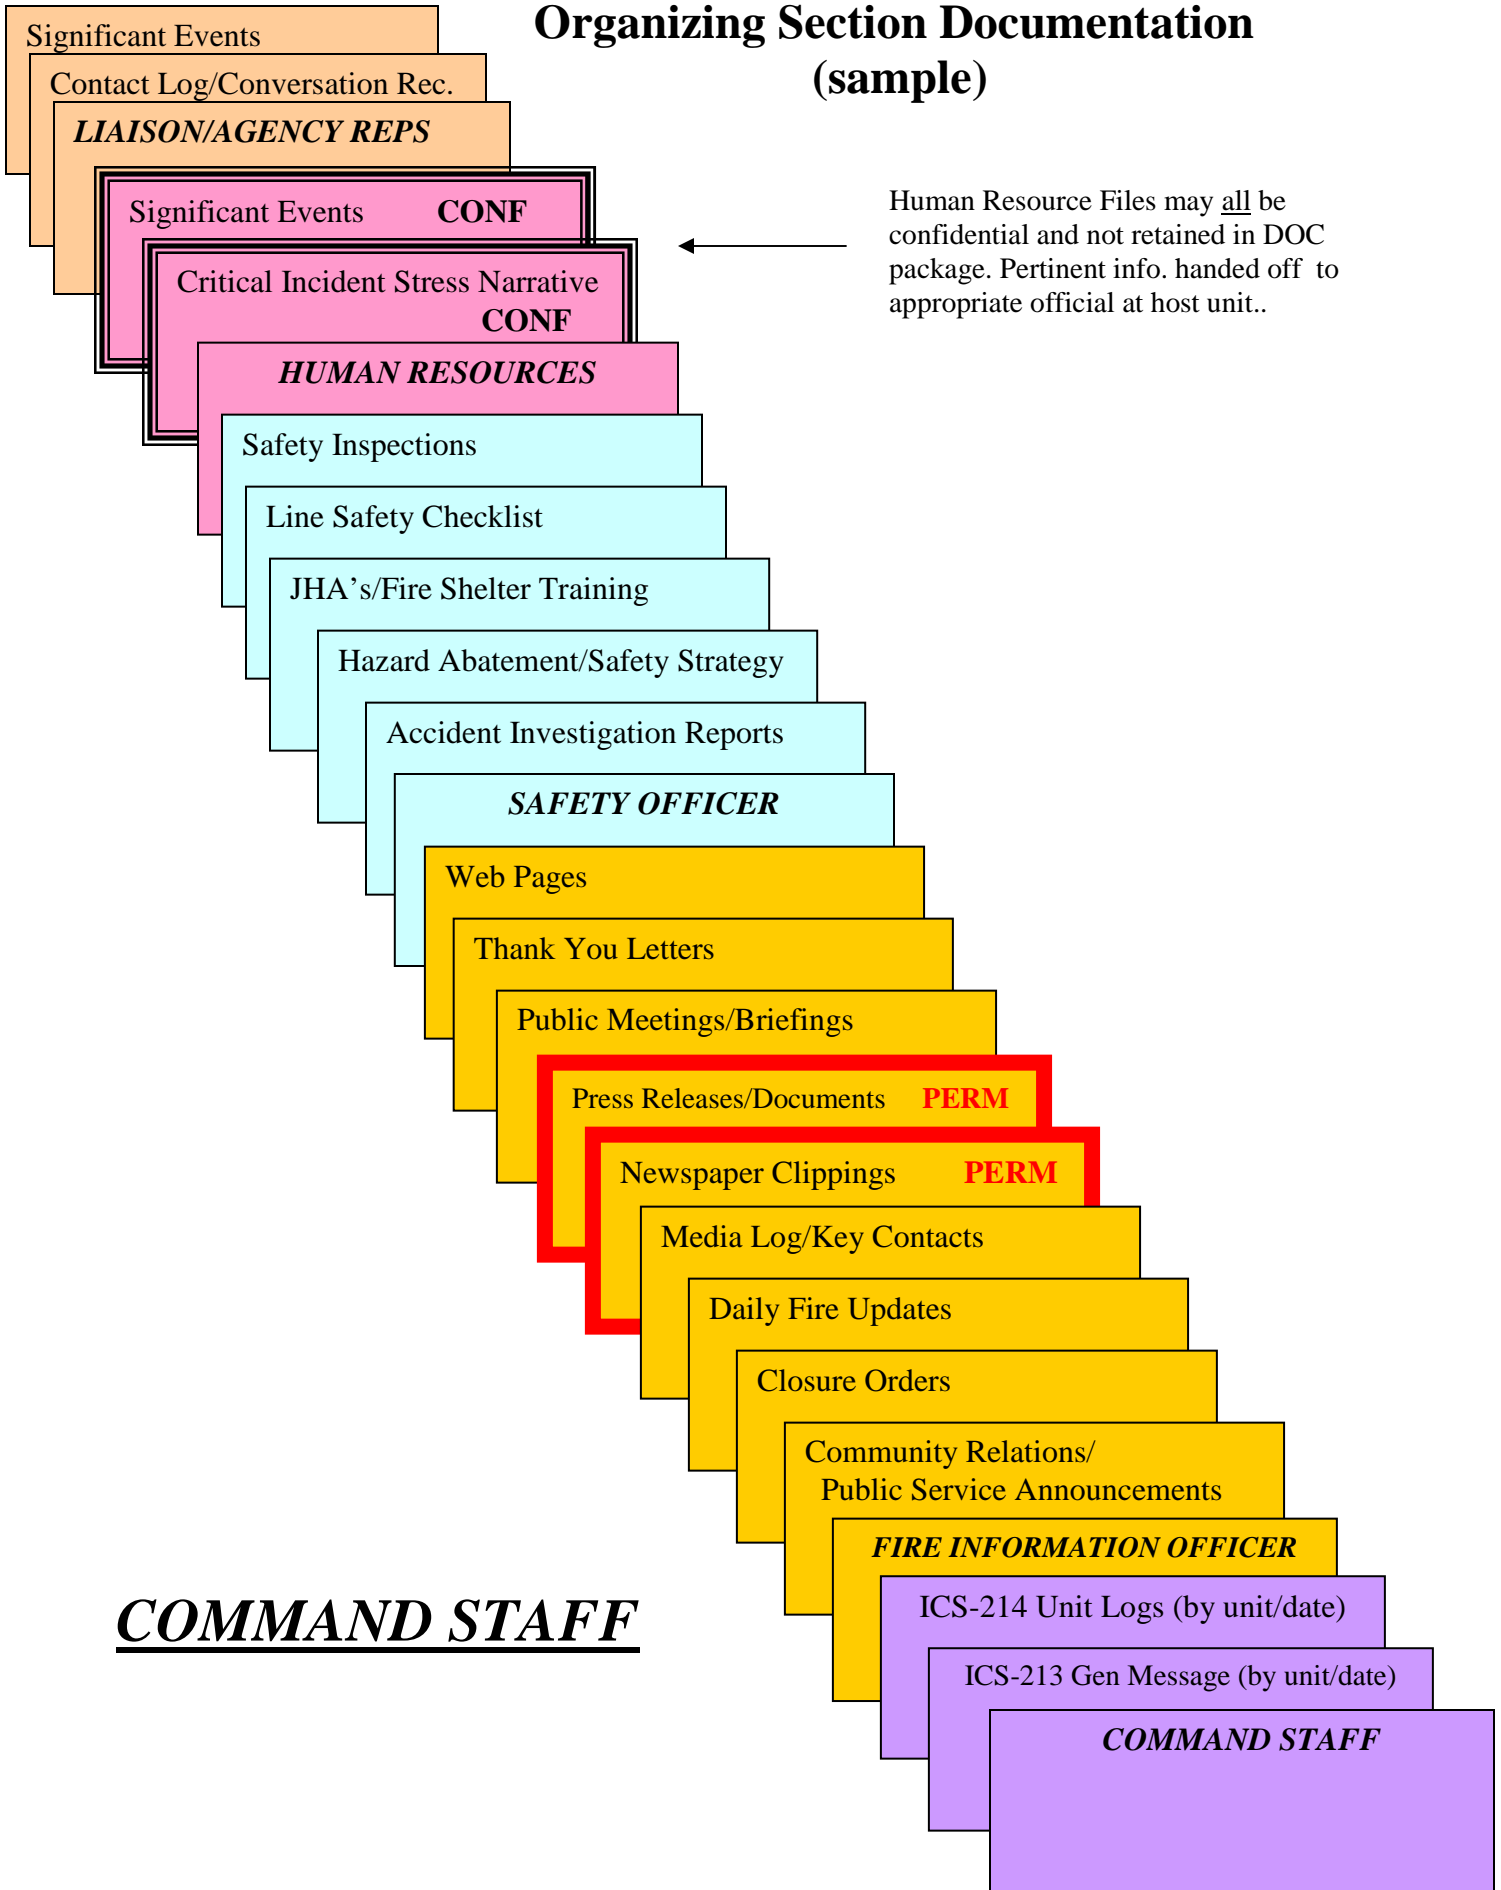 Organizing Section Documentation
(sample)
Significant Events
Contact Log/Conversation Rec.
LIAISON/AGENCY REPS
Significant Events CONF
Human Resource Files may all be
confidential and not retained in DOC
package. Pertinent info. handed off to
appropriate official at host unit..
Critical Incident Stress Narrative
CONF
HUMAN RESOURCES
Safety Inspections
Line Safety Checklist
JHA’s/Fire Shelter Training
Hazard Abatement/Safety Strategy
Accident Investigation Reports
SAFETY OFFICER
Web Pages
Thank You Letters
Public Meetings/Briefings
Press Releases/Documents PERM
Newspaper Clippings PERM
Media Log/Key Contacts
Daily Fire Updates
Closure Orders
Community Relations/
Public Service Announcements
FIRE INFORMATION OFFICER
COMMAND STAFF
ICS-214 Unit Logs (by unit/date)
ICS-213 Gen Message (by unit/date)
COMMAND STAFF